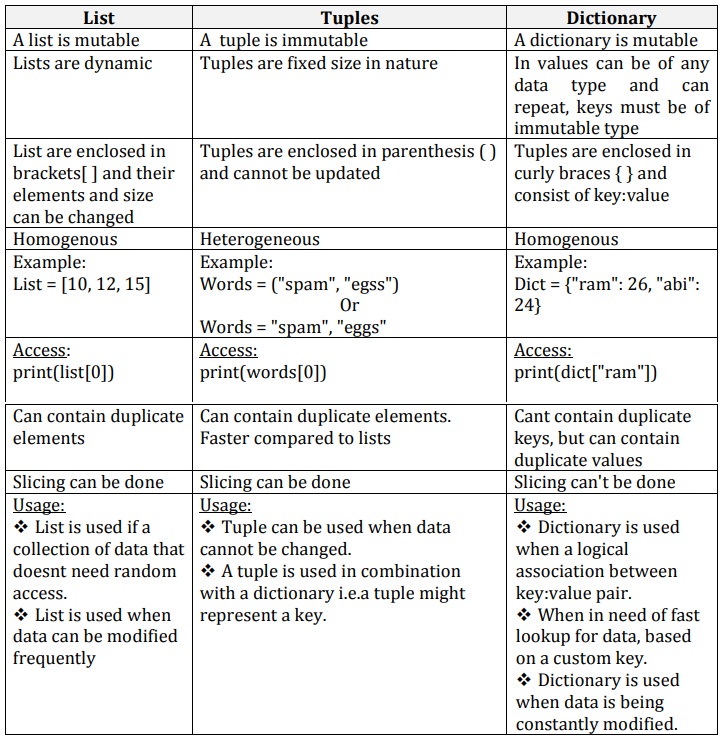 List
Tuples
Dictionary
A list is mutable
A tuple is immutable
A dictionary is mutable
Lists are dynamic
Tuples are fixed size in nature
In values can be of any
data type and can
repeat, keys must be of
immutable type
List are enclosed in
brackets[ ] and their
elements and size
can be changed
Tuples are enclosed in parenthesis ( )
and cannot be updated
Tuples are enclosed in
curly braces { } and
consist of key:value
Homogenous
Heterogeneous
Homogenous
Example:
List = [10, 12, 15]
Example:
Words = ("spam", "egss")
Or
Words = "spam", "eggs"
Example:
Dict = {"ram": 26, "abi":
24}
Access:
print(list[0])
Access:
print(words[0])
Access:
print(dict["ram"])
Can contain duplicate
elements
Can contain duplicate elements.
Faster compared to lists
Cant contain duplicate
keys, but can contain
duplicate values
Slicing can be done
Slicing can be done
Slicing can't be done
Usage:
❖ List is used if a
collection of data that
doesnt need random
access.
❖ List is used when
data can be modified
frequently
Usage:
❖ Tuple can be used when data
cannot be changed.
❖ A tuple is used in combination
with a dictionary i.e.a tuple might
represent a key.
Usage:
❖ Dictionary is used
when a logical
association between
key:value pair.
❖ When in need of fast
lookup for data, based
on a custom key.
❖ Dictionary is used
when data is being
constantly modified.